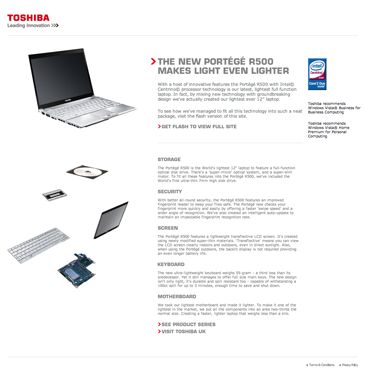 TOSHIBA
Leading Innovation >>>
THE NEW PORTÉGÉ R500
MAKES LIGHT EVEN LIGHTER
With a host of innovative features the Portégé R500 with Intel®
Centrino® processor technology is our latest, lightest full function
laptop. In fact, by mixing new technology with groundbreaking
design we've actually created our lightest ever 12" laptop.
To see how we've managed to fit all this technology into such a neat
package, visit the flash version of this site.
GET FLASH TO VIEW FULL SITE
Toshiba recommends
Windows Vista® Business for
Business Computing
Toshiba recommends
Windows Vista® Home
Premium for Personal
Computing
STORAGE
The Portégé R500 is the World's lightest 12" laptop to feature a full-function
optical disk drive. There's a 'super-mini' optical system, and a super-slim
motor. To fit all these features into the Portégé R500, we've included the
World's first ultra-thin 7mm high disk drive.
SECURITY
With better all-round security, the Portégé R500 features an improved
fingerprint reader to keep your files safe. The Portégé now checks your
fingerprint more quickly and easily by offering a faster 'home speed' and a
wider angle of recognition. We've also created an intelligent auto-update to
maintain an impossible fingerprint recognition rate.
SCREEN
The Portégé R500 features a lightweight transflective LCD screen. It's created
using newly modified super-thin materials. 'Transflective' means you can view
the LCD screen clearly indoors and outdoors, even in direct sunlight. Also,
when using the Portégé outdoors, the Switch display is not required providing
an even longer battery life.
KEYBOARD
The new ultra-lightweight keyboard weighs 55-gram - a third less than its
predecessor. Yet it still manages to offer full side main keys. The new design
isn't only light, it's durable and spill resistant too - capable of withstanding a
100cc spill for up to 3 minutes, enough time to save and shut down.
MOTHERBOARD
We took our lightest motherboard and made it lighter. To make it one of the
lightest in the market, we put all the components into an area two-thirds the
normal size. Creating a faster, lighter laptop that weighs less than a kilo.
SEE PRODUCT SERIES
VISIT TOSHIBA UK
Terms & Conditions
Privacy Policy